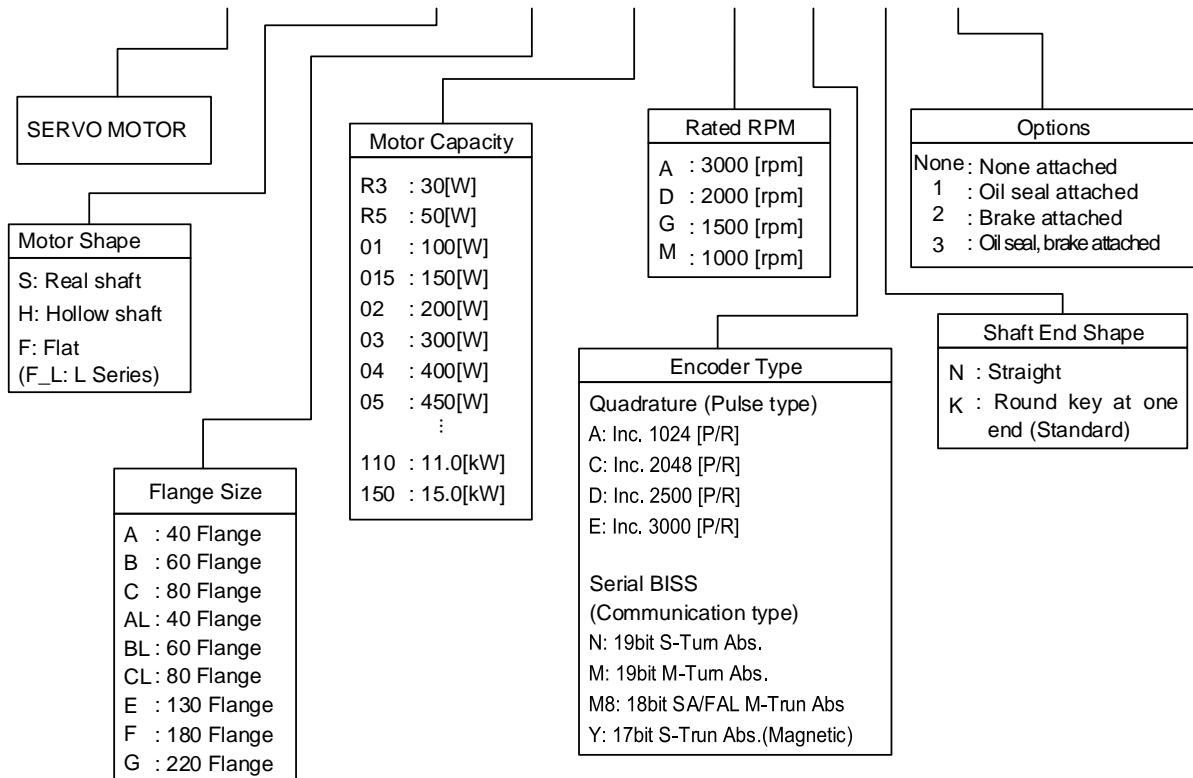 SERVO MOTOR
Motor Shape
S: Real shaft
H: Hollow shaft
F: Flat
(F_L: L Series)
Flange Size
A : 40 Flange
B : 60 Flange
C : 80 Flange
AL : 40 Flange
BL : 60 Flange
CL : 80 Flange
E : 130 Flange
F : 180 Flange
G : 220 Flange
Motor Capacity
R3 : 30[W]
R5 : 50[W]
01 : 100[W]
015 : 150[W]
02 : 200[W]
03 : 300[W]
04 : 400[W]
05 : 450[W]
⋮
110 : 11.0[kW]
150 : 15.0[kW]
Rated RPM
A : 3000 [rpm]
D : 2000 [rpm]
G : 1500 [rpm]
M : 1000 [rpm]
Encoder Type
Quadrature (Pulse type)
A: Inc. 1024 [P/R]
C: Inc. 2048 [P/R]
D: Inc. 2500 [P/R]
E: Inc. 3000 [P/R]
Serial BISS
(Communication type)
N: 19bit S-Turn Abs.
M: 19bit M-Turn Abs.
M8: 18bit SA/FAL M-Trun Abs
Y: 17bit S-Trun Abs.(Magnetic)
Options
None : None attached
1 : Oil seal attached
2 : Brake attached
3 : Oil seal, brake attached
Shaft End Shape
N : Straight
K : Round key at one
end (Standard)